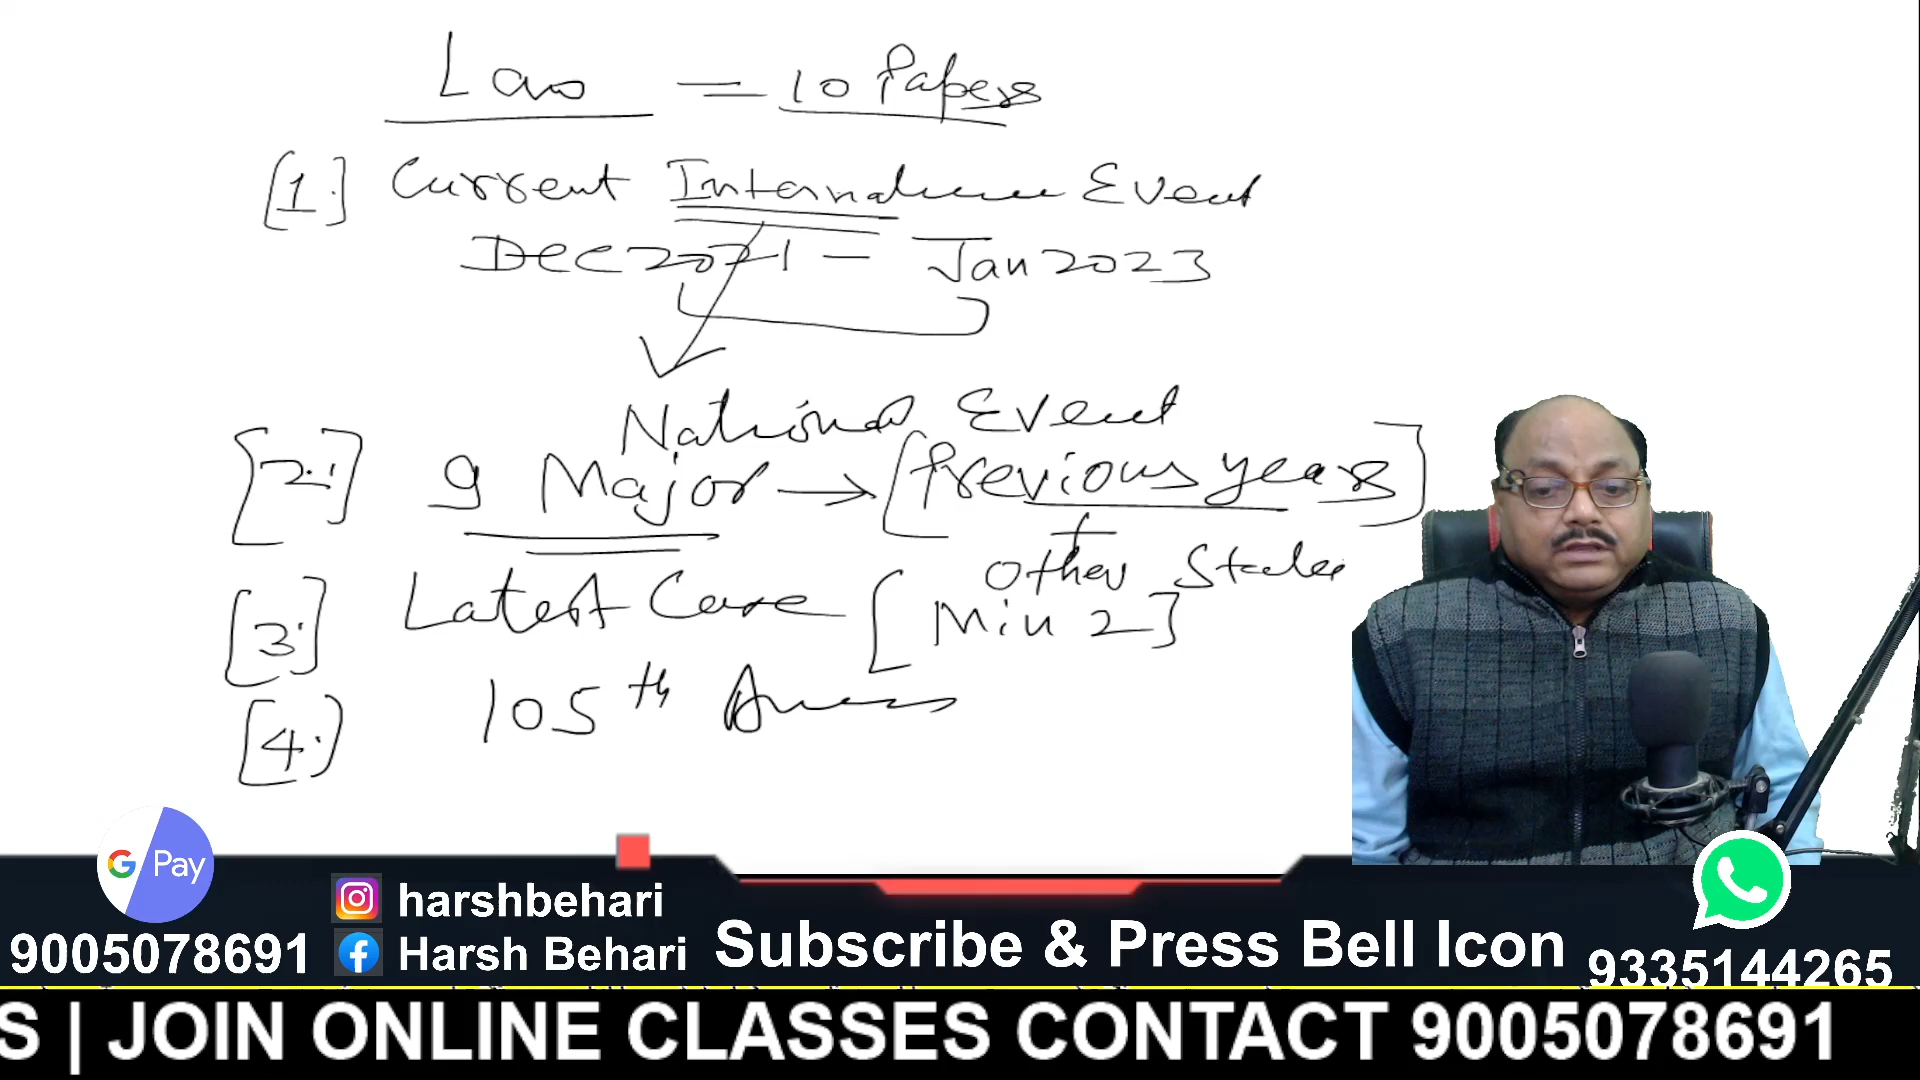 Law = 10 Papers
[1.] Current International Event
Dec 2021 - Jan 2023
National Event
[2.] 9 Major → [Previous years]
+
Other States
[3.] Latest Case [Min 2]
[4.] 105th
G Pay
9005078691
harshbehari
Harsh Behari
Subscribe & Press Bell Icon
9335144265
S | JOIN ONLINE CLASSES CONTACT 9005078691